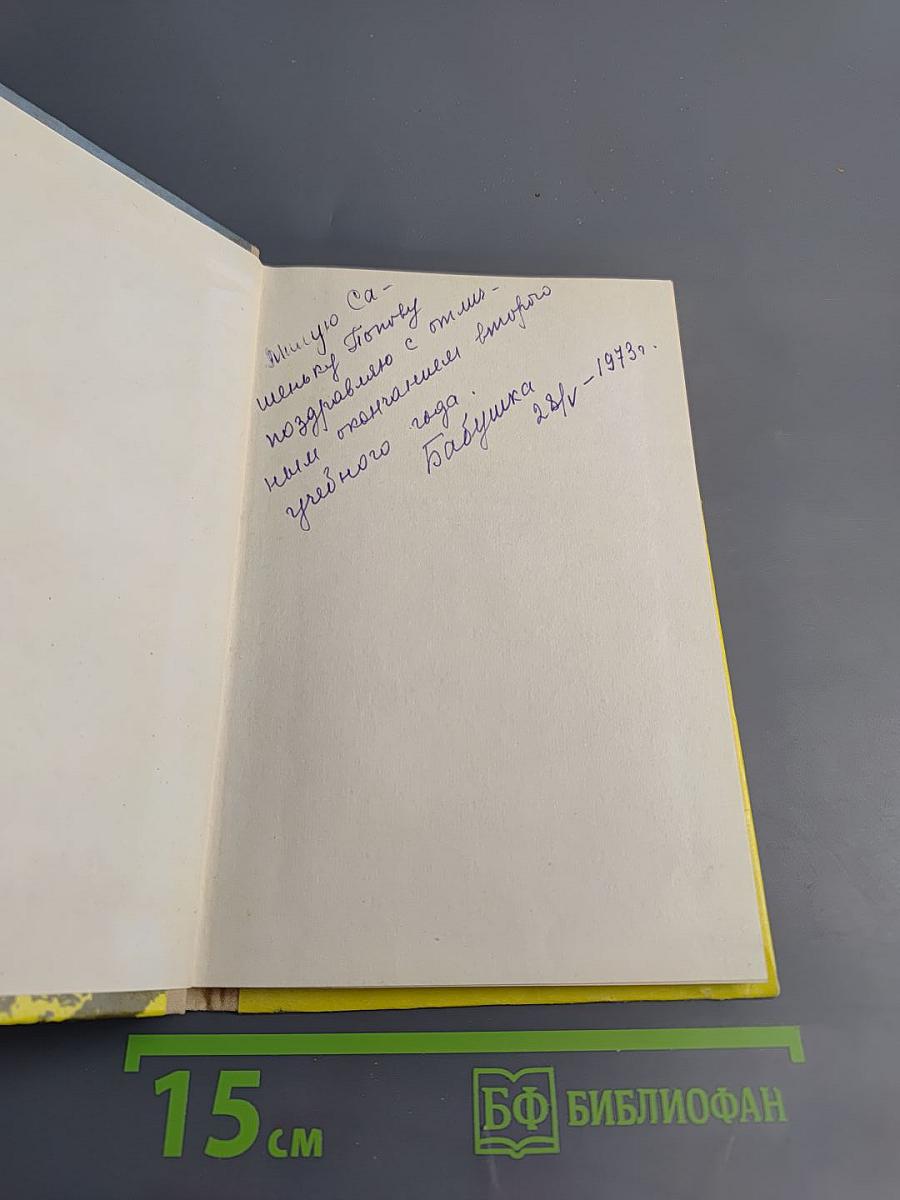 Милую Са-
шеньку Попову
поздравляю с отлич-
ным окончанием второго
учебного года.
Бабушка
28/V-1973г.
15 см
БФ БИБЛИОФАН